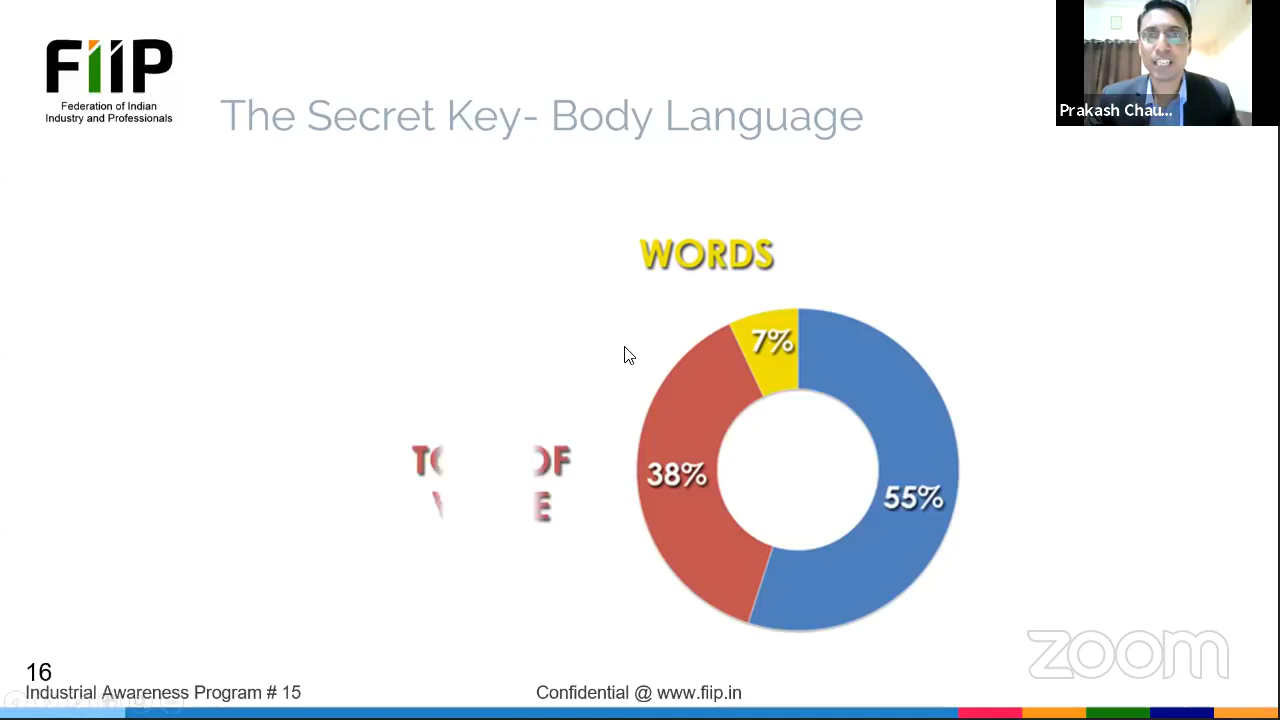 FiiP
Federation of Indian
Industry and Professionals
The Secret Key- Body Language
Prakash Chau...
WORDS
7%
OF
38%
55%
zoom
16
Industrial Awareness Program # 15
Confidential @ www.fiip.in